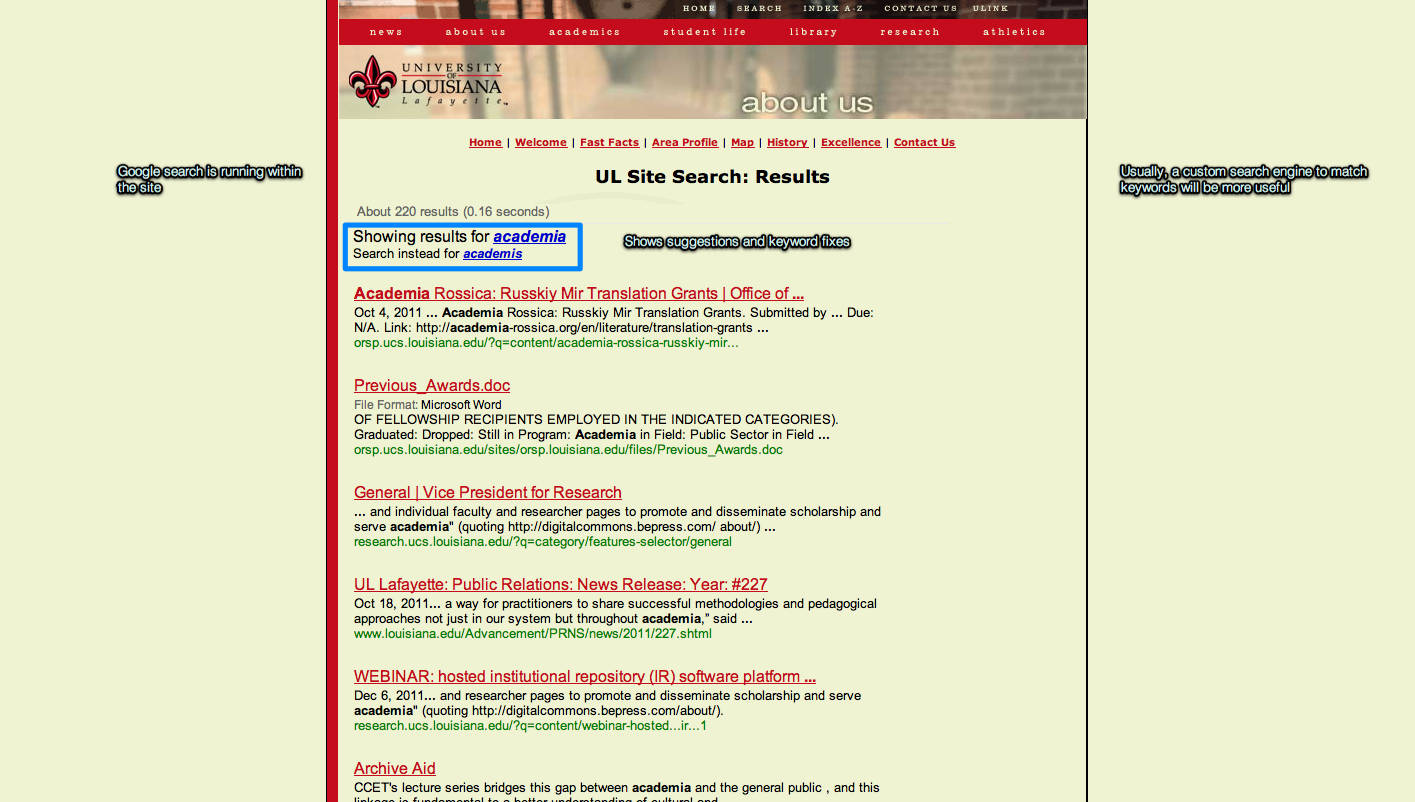 HOME SEARCH INDEX A-Z CONTACT US ULINK
news about us academics student life library research athletics
UNIVERSITY
OF
LOUISIANA
Lafayette™
about us
Home | Welcome | Fast Facts | Area Profile | Map | History | Excellence | Contact Us
Google search is running within
the site
Usually, a custom search engine to match
keywords will be more useful
UL Site Search: Results
About 220 results (0.16 seconds)
Showing results for academia
Search instead for academis
Shows suggestions and keyword fixes
Academia Rossica: Russkiy Mir Translation Grants | Office of ...
Oct 4, 2011 ... Academia Rossica: Russkiy Mir Translation Grants. Submitted by ... Due:
N/A. Link: http://academia-rossica.org/en/literature/translation-grants ...
orsp.ucs.louisiana.edu/?q=content/academia-rossica-russkiy-mir...
Previous_Awards.doc
File Format: Microsoft Word
OF FELLOWSHIP RECIPIENTS EMPLOYED IN THE INDICATED CATEGORIES).
Graduated: Dropped: Still in Program: Academia in Field: Public Sector in Field ...
orsp.ucs.louisiana.edu/sites/orsp.louisiana.edu/files/Previous_Awards.doc
General | Vice President for Research
... and individual faculty and researcher pages to promote and disseminate scholarship and
serve academia" (quoting http://digitalcommons.bepress.com/ about/) ...
research.ucs.louisiana.edu/?q=category/features-selector/general
UL Lafayette: Public Relations: News Release: Year: #227
Oct 18, 2011... a way for practitioners to share successful methodologies and pedagogical
approaches not just in our system but throughout academia,” said ...
www.louisiana.edu/Advancement/PRNS/news/2011/227.shtml
WEBINAR: hosted institutional repository (IR) software platform ...
Dec 6, 2011... and researcher pages to promote and disseminate scholarship and serve
academia" (quoting http://digitalcommons.bepress.com/about/).
research.ucs.louisiana.edu/?q=content/webinar-hosted...ir...1
Archive Aid
CCET's lecture series bridges this gap between academia and the general public , and this
linkage is fundamental to a better understanding of cultural and